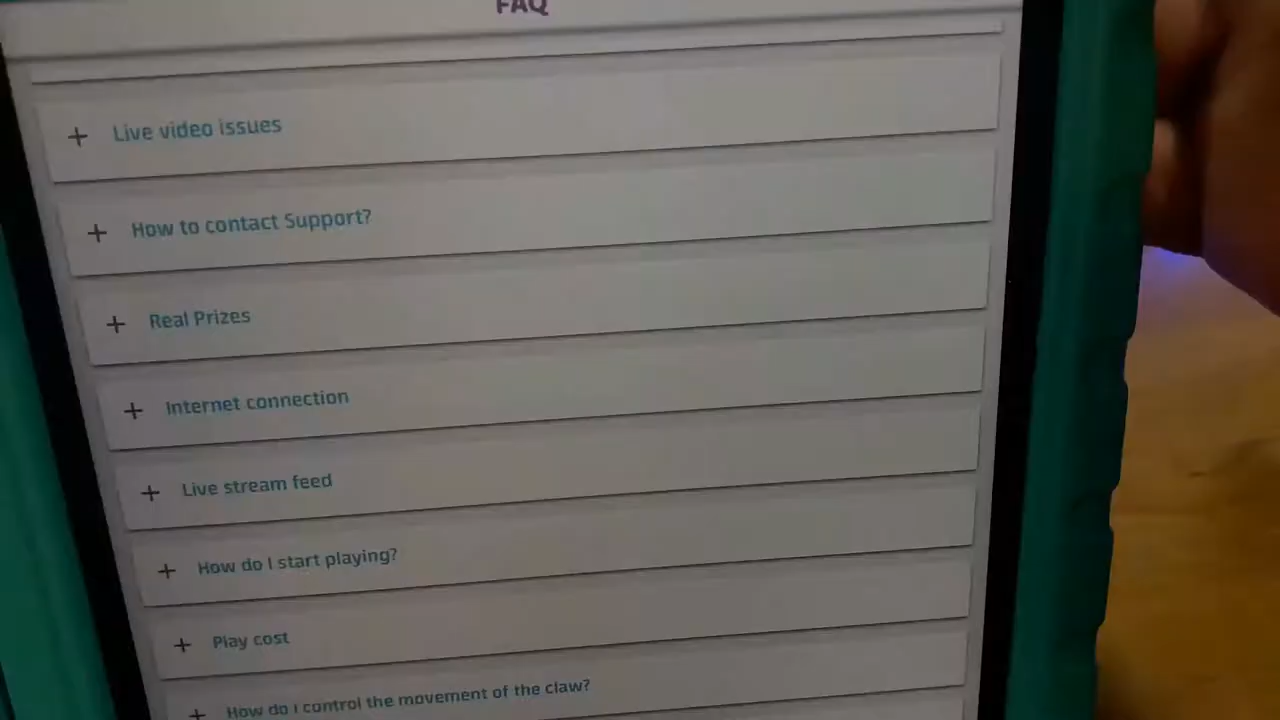 FAQ
+ Live video issues
+ How to contact Support?
+ Real Prizes
+ Internet connection
+ Live stream feed
+ How do I start playing?
+ Play cost
+ How do I control the movement of the claw?